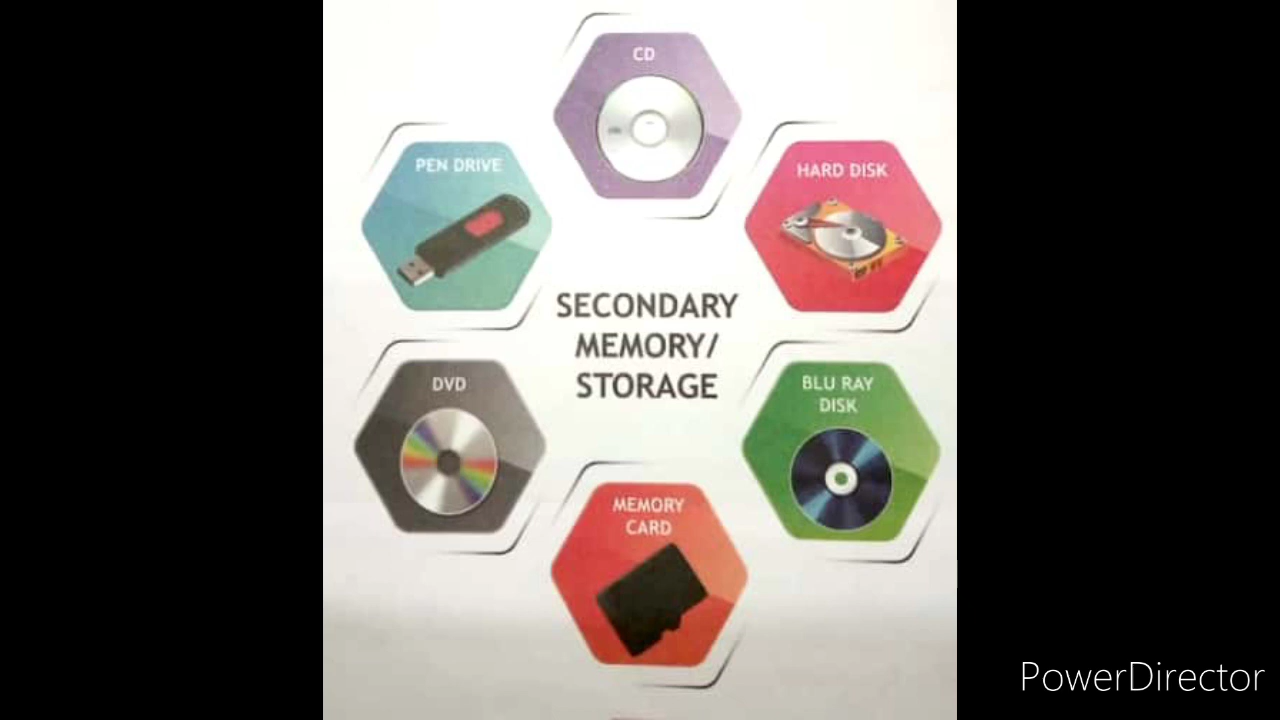 CD
PEN DRIVE
HARD DISK
SECONDARY
MEMORY/
STORAGE
DVD
BLU RAY
DISK
MEMORY
CARD
PowerDirector